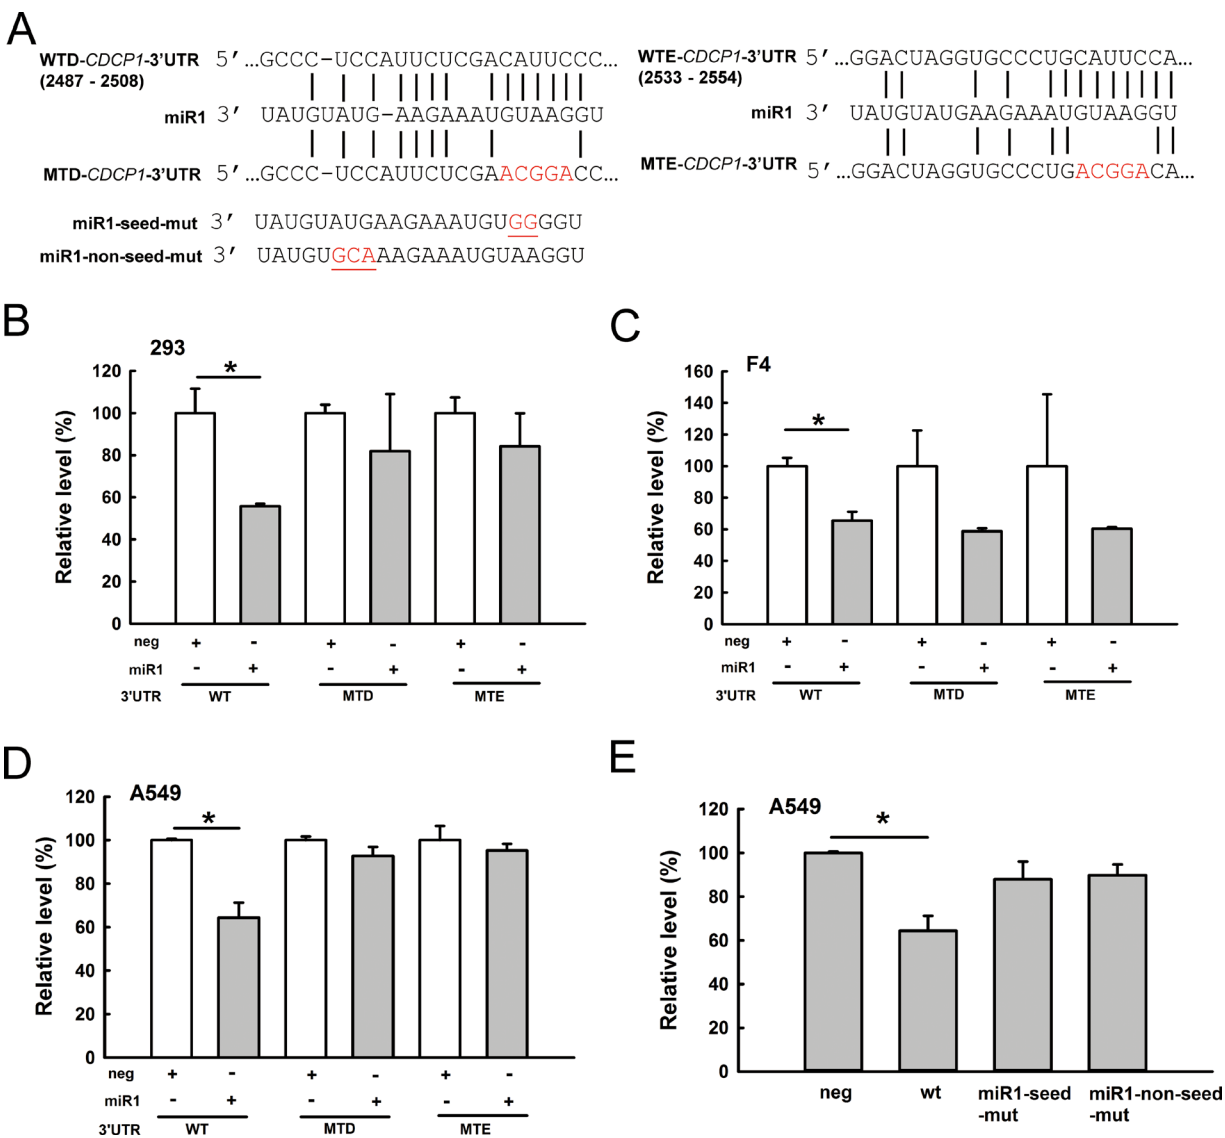 A
WTD-CDCP1-3'UTR 5′ …GCCC-UCCAUUCUCGACAUUCCC…
(2487 - 2508)
miR1 3′ UAUGUAUG-AAGAAAUGUAAGGU
MTD-CDCP1-3'UTR 5′ …GCCC-UCCAUUCUCGAACGGACC…
miR1-seed-mut 3′ UAUGUAUGAAGAAAUGUGGGGU
miR1-non-seed-mut 3′ UAUGUGCAAAGAAAUGUAAGGU
WTE-CDCP1-3'UTR 5′ …GGACUAGGUGCCCUGCAUUCCA…
(2533 - 2554)
miR1 3′ UAUGUAUGAAGAAAUGUAAGGU
MTE-CDCP1-3'UTR 5′ …GGACUAGGUGCCCUGACGGACA…
B
293
Relative level (%)
120
100
80
60
40
20
0
*
neg + - + - + -
miR1 - + - + - +
3'UTR WT MTD MTE
C
F4
Relative level (%)
160
140
120
100
80
60
40
20
0
*
neg + - + - + -
miR1 - + - + - +
3'UTR WT MTD MTE
D
A549
Relative level (%)
120
100
80
60
40
20
0
*
neg + - + - + -
miR1 - + - + - +
3'UTR WT MTD MTE
E
A549
Relative level (%)
120
100
80
60
40
20
0
*
neg wt miR1-seed miR1-non-seed
-mut -mut